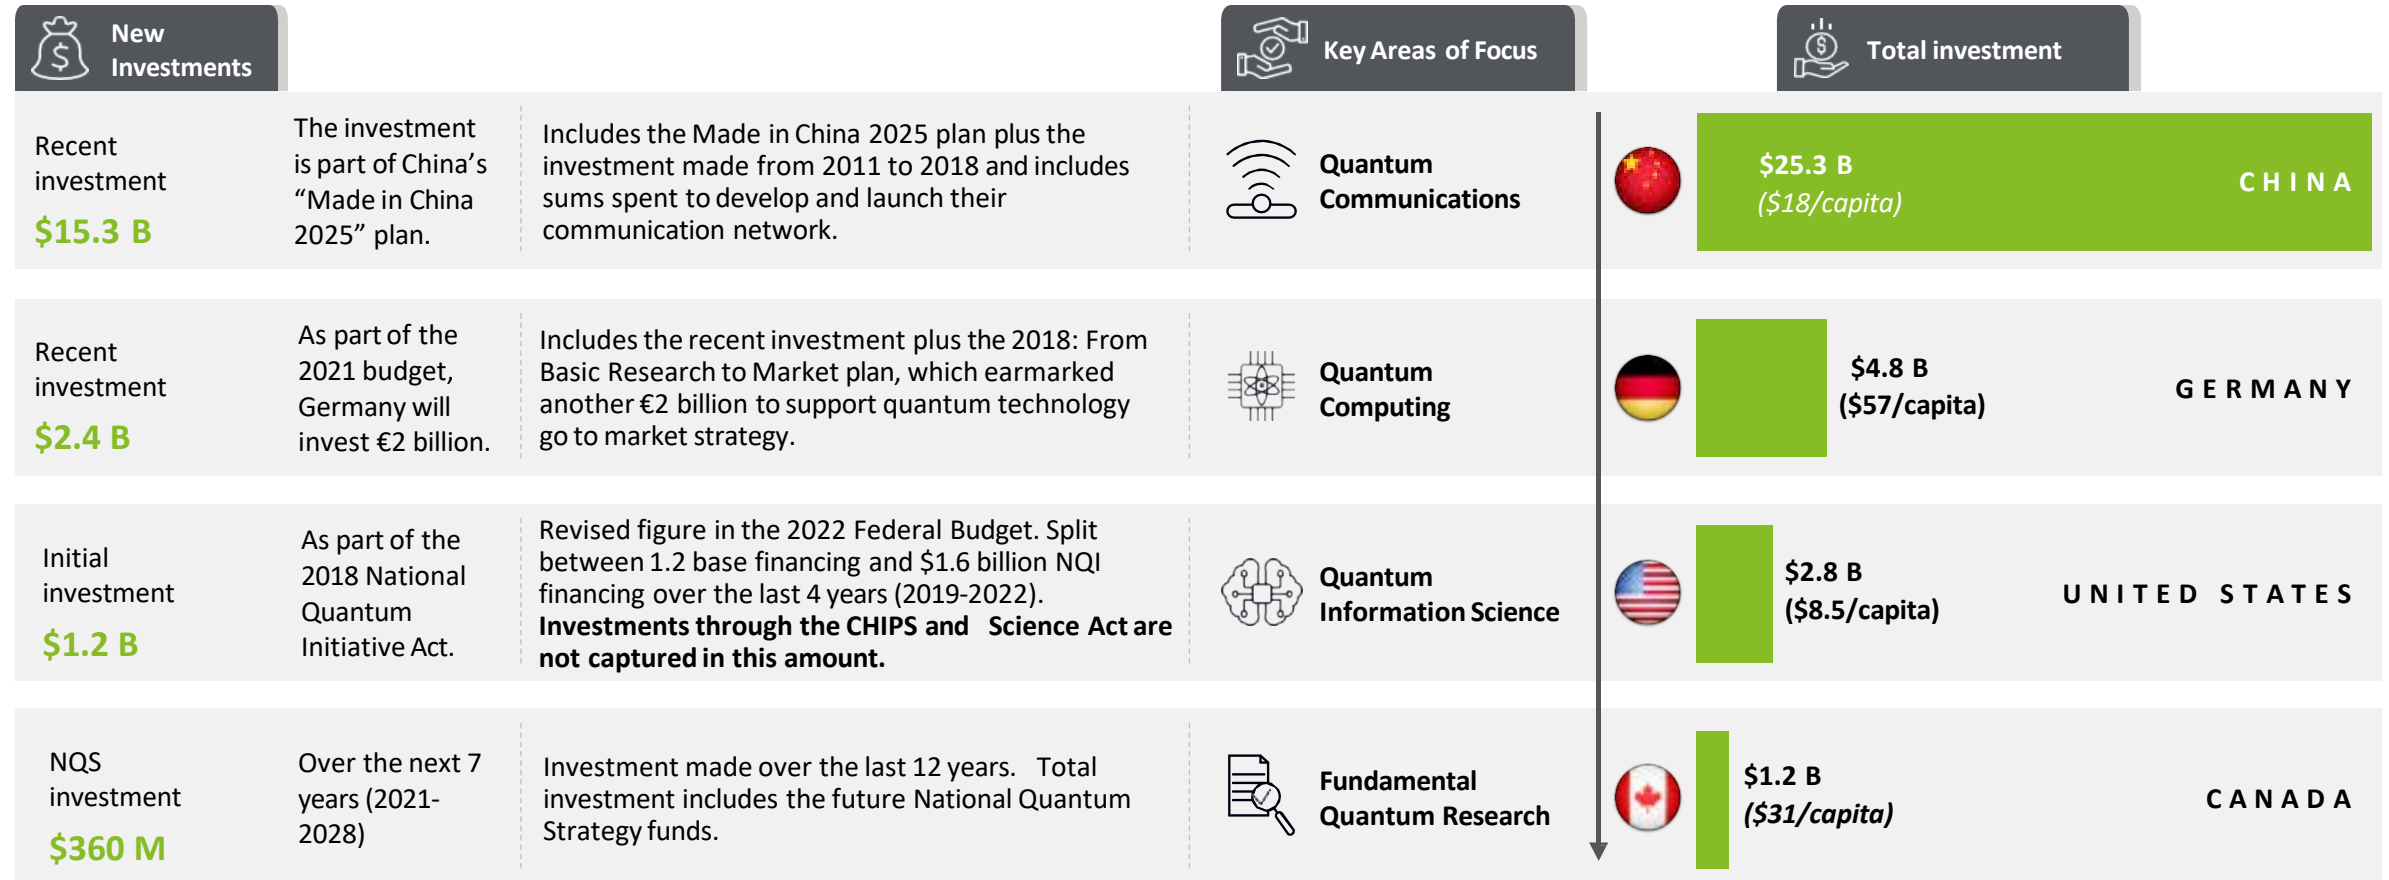 New
Investments
Key Areas of Focus
Total investment
Recent
investment
$15.3 B
The investment
is part of China’s
“Made in China
2025” plan.
Includes the Made in China 2025 plan plus the
investment made from 2011 to 2018 and includes
sums spent to develop and launch their
communication network.
Quantum
Communications
$25.3 B
($18/capita)
CHINA
Recent
investment
$2.4 B
As part of the
2021 budget,
Germany will
invest €2 billion.
Includes the recent investment plus the 2018: From
Basic Research to Market plan, which earmarked
another €2 billion to support quantum technology
go to market strategy.
Quantum
Computing
$4.8 B
($57/capita)
GERMANY
Initial
investment
$1.2 B
As part of the
2018 National
Quantum
Initiative Act.
Revised figure in the 2022 Federal Budget. Split
between 1.2 base financing and $1.6 billion NQI
financing over the last 4 years (2019-2022).
Investments through the CHIPS and Science Act are
not captured in this amount.
Quantum
Information Science
$2.8 B
($8.5/capita)
UNITED STATES
NQS
investment
$360 M
Over the next 7
years (2021-
2028)
Investment made over the last 12 years. Total
investment includes the future National Quantum
Strategy funds.
Fundamental
Quantum Research
$1.2 B
($31/capita)
CANADA